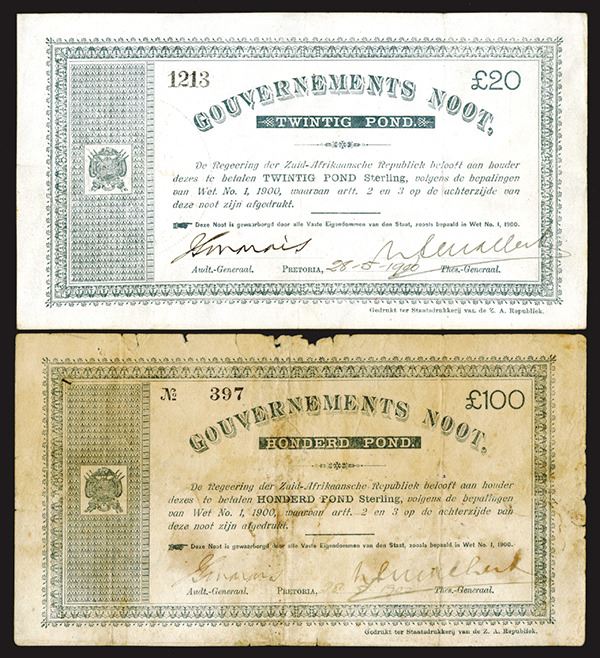 1213 £20
GOUVERNEMENTS NOOT,
TWINTIG POND.
De Regeering der Zuid-Afrikaansche Republiek belooft aan houder
dezes te betalen TWINTIG POND Sterling, volgens de bepalingen
van Wet No. 1, 1900, waarvan artt. 2 en 3 op de achterzijde van
deze noot zijn afgedrukt.
Deze Noot is gewaarborgd door alle Vaste Eigendommen van den Staat, zooals bepaald in Wet No. 1, 1900.
Audt.-Generaal. PRETORIA, 28-5-1900 Thes.-Generaal.
Gedrukt ter Staatsdrukkerij van de Z. A. Republiek.
No 397 £100
GOUVERNEMENTS NOOT,
HONDERD POND.
De Regeering der Zuid-Afrikaansche Republiek belooft aan houder
dezes te betalen HONDERD POND Sterling, volgens de bepalingen
van Wet No. 1, 1900, waarvan artt. 2 en 3 op de achterzijde van
deze noot zijn afgedrukt.
Deze Noot is gewaarborgd door alle Vaste Eigendommen van den Staat, zooals bepaald in Wet No. 1, 1900.
Audt.-Generaal. PRETORIA, Thes.-Generaal.
Gedrukt ter Staatsdrukkerij van de Z. A. Republiek.